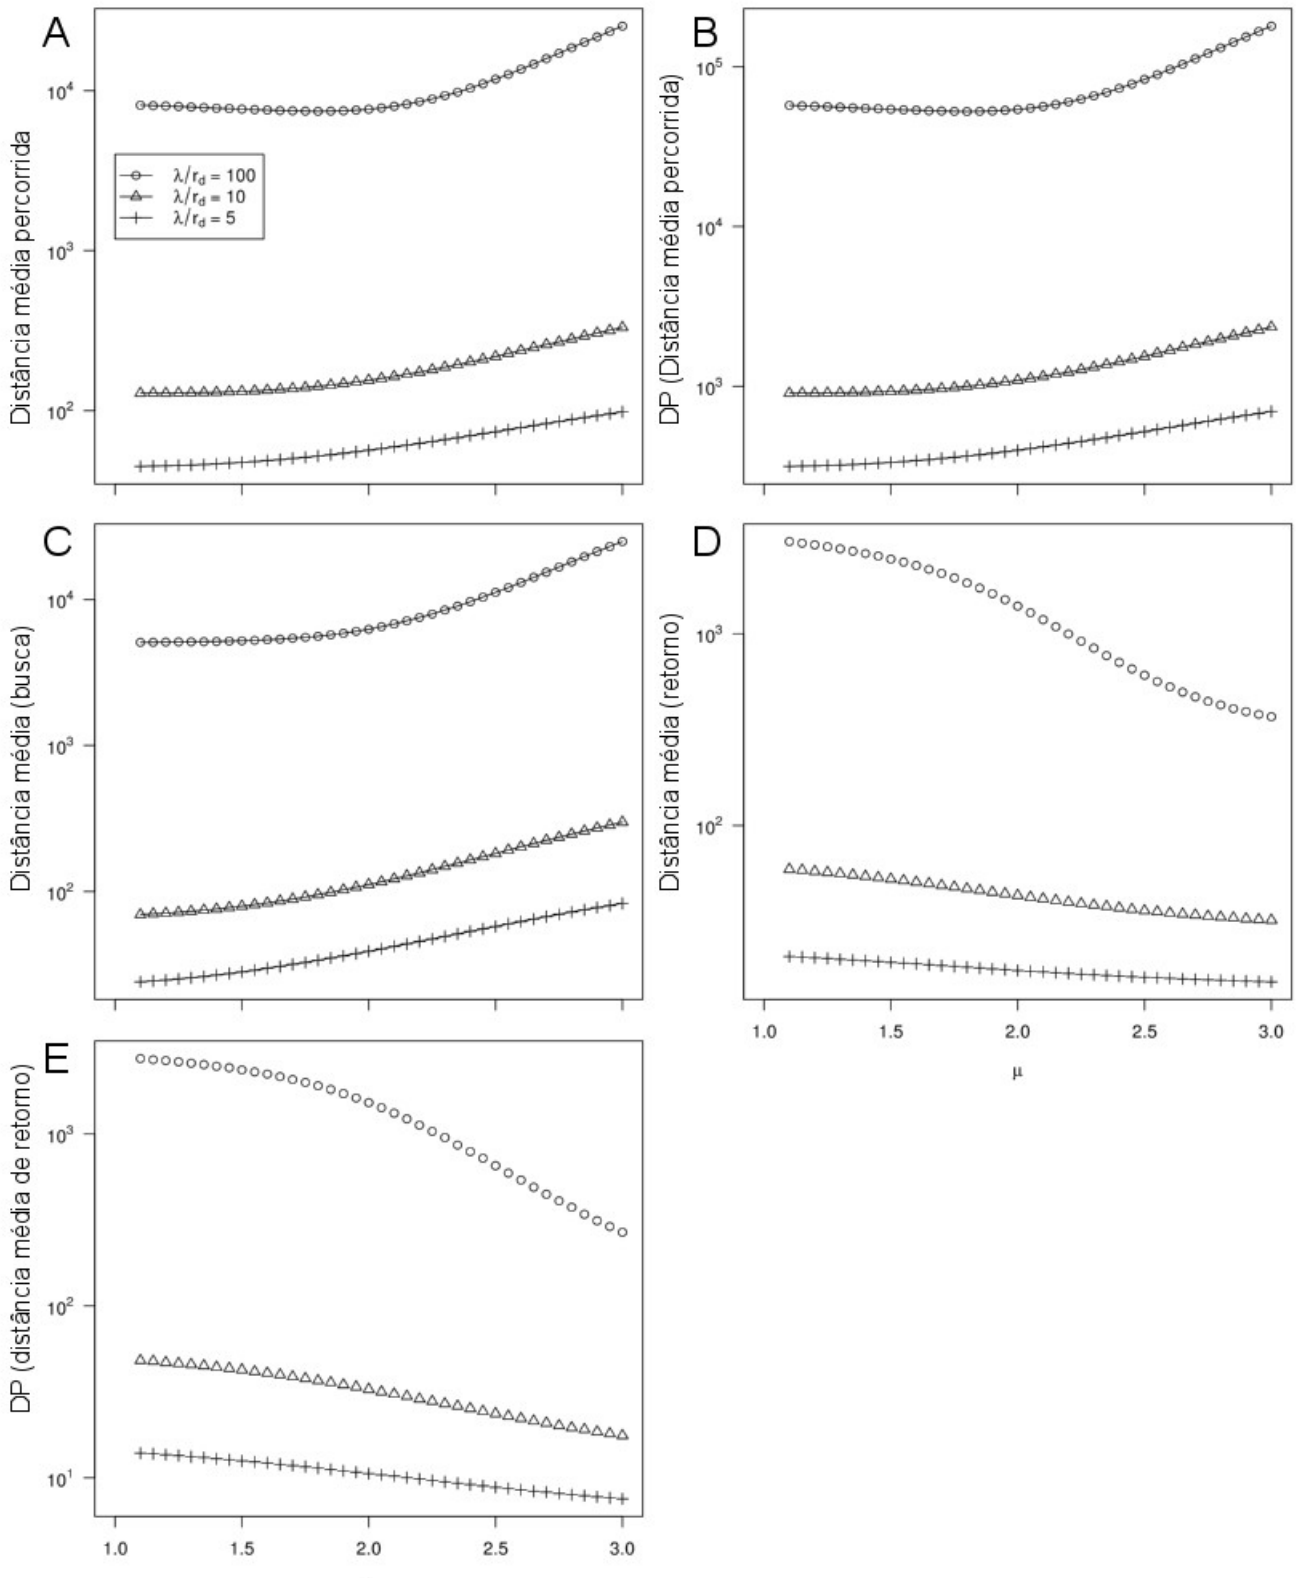 A
Distância média percorrida
10⁴
10³
10²
λ/r_d = 100
λ/r_d = 10
λ/r_d = 5
B
DP (Distância média percorrida)
10⁵
10⁴
10³
C
Distância média (busca)
10⁴
10³
10²
D
Distância média (retorno)
10³
10²
1.0 1.5 2.0 2.5 3.0
μ
E
DP (distância média de retorno)
10³
10²
10¹
1.0 1.5 2.0 2.5 3.0